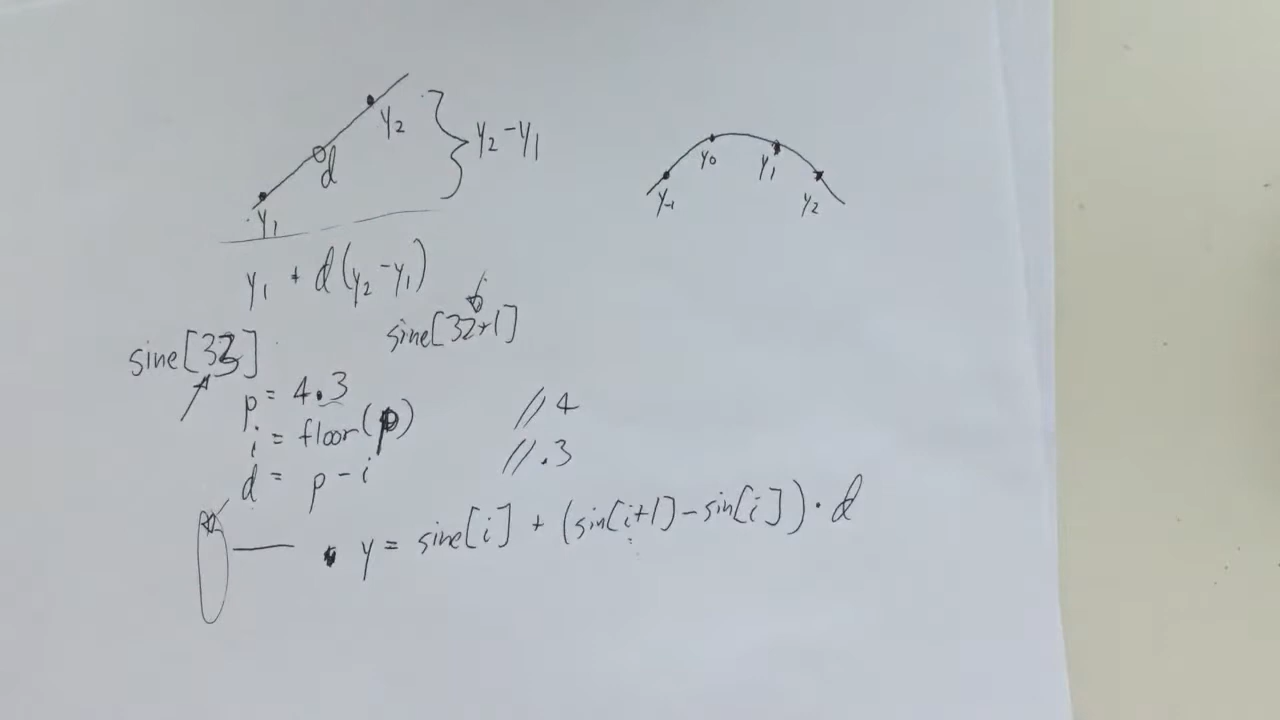 y₂
y₂-y₁
d
y₁
y₁ + d(y₂-y₁)
y₋₁ y₀ y₁ y₂
sine[32+1]
sine[33]
p = 4.3
i = floor(p) //4
d = p-i //.3
y = sine[i] + (sin[i+1]-sin[i])·d